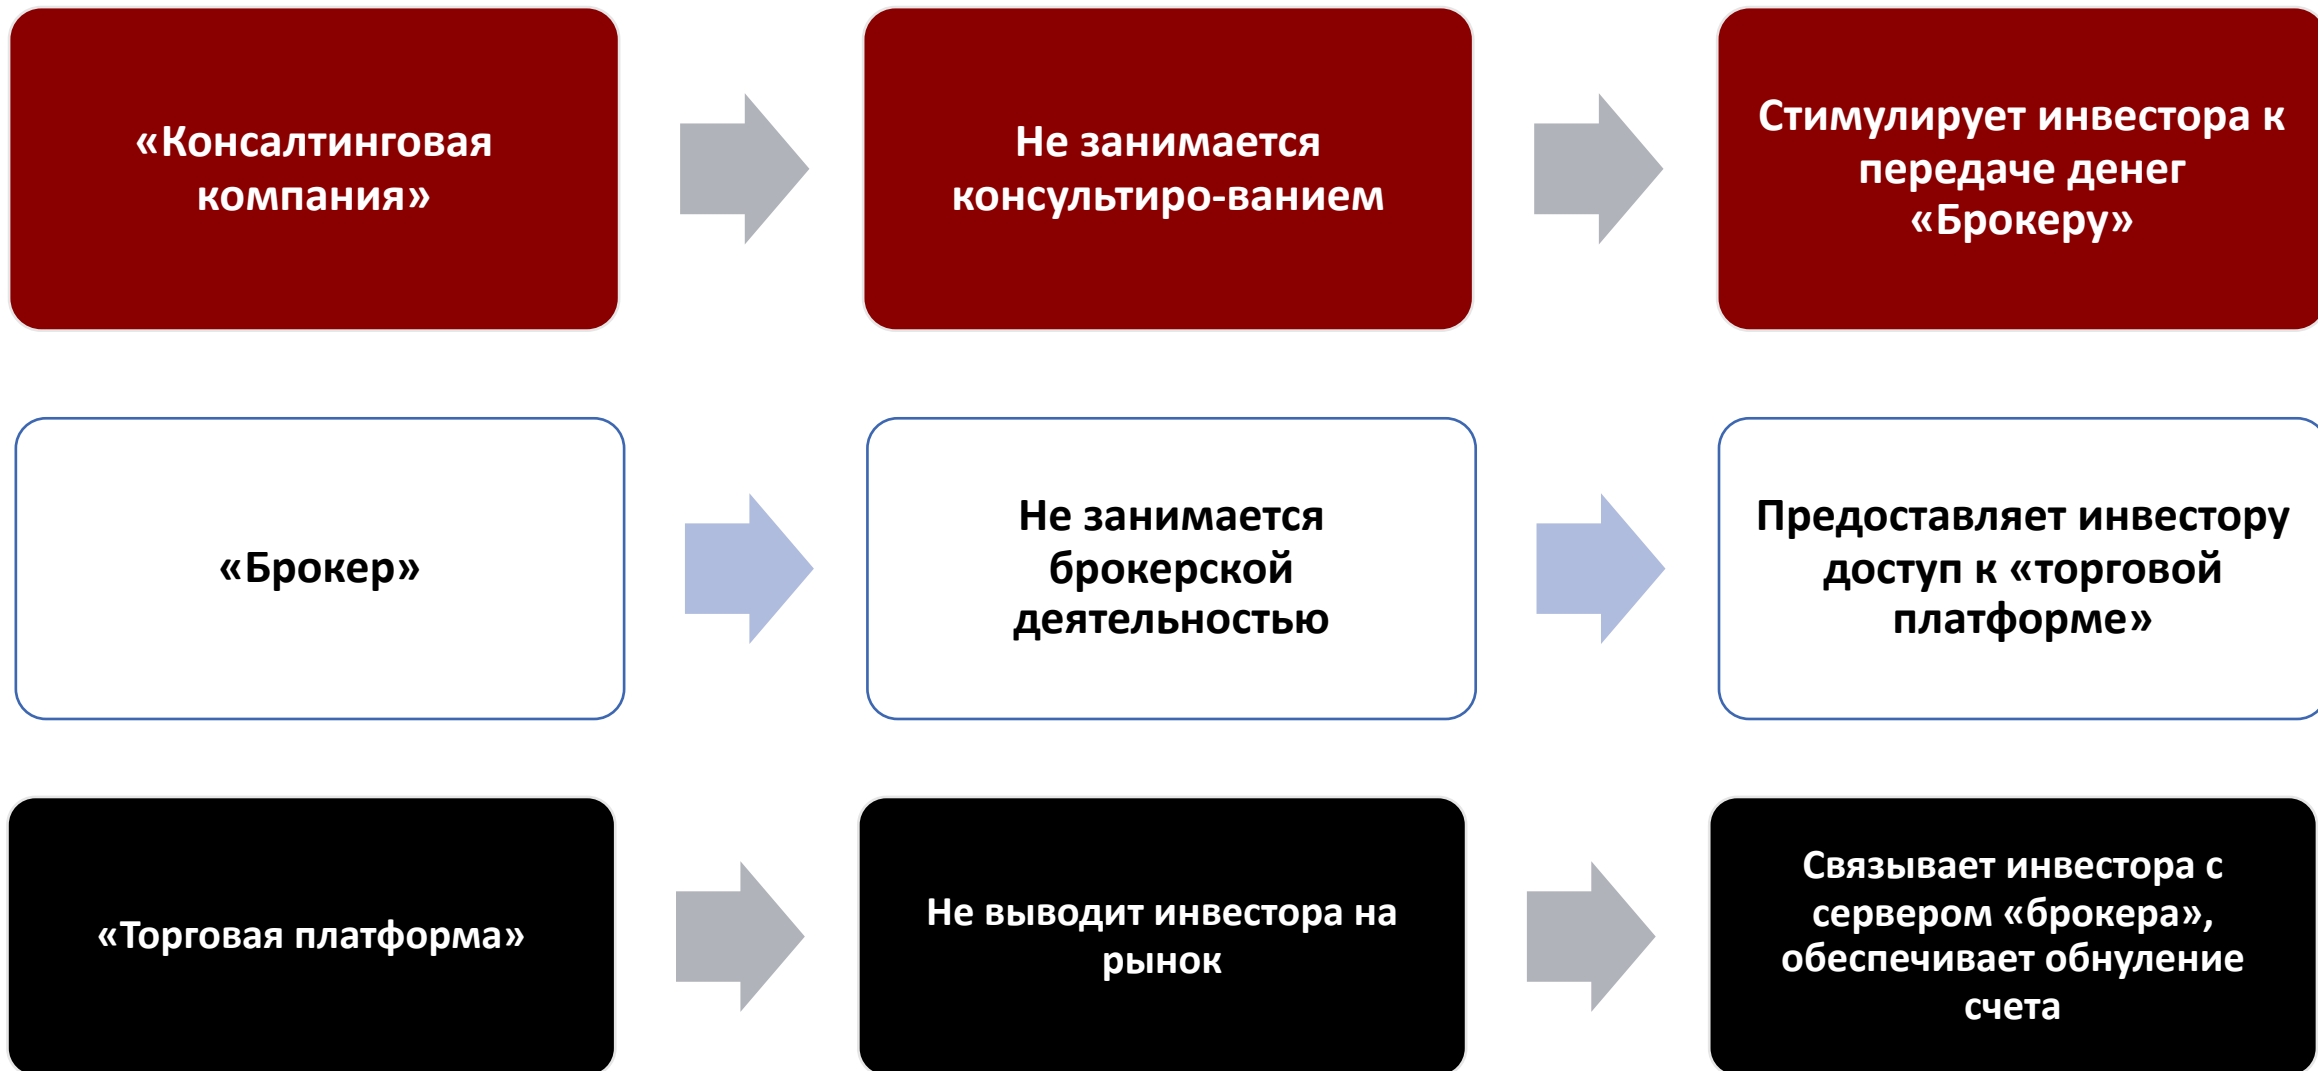 «Консалтинговая
компания»
Не занимается
консультиро-ванием
Стимулирует инвестора к
передаче денег
«Брокеру»
«Брокер»
Не занимается
брокерской
деятельностью
Предоставляет инвестору
доступ к «торговой
платформе»
«Торговая платформа»
Не выводит инвестора на
рынок
Связывает инвестора с
сервером «брокера»,
обеспечивает обнуление
счета